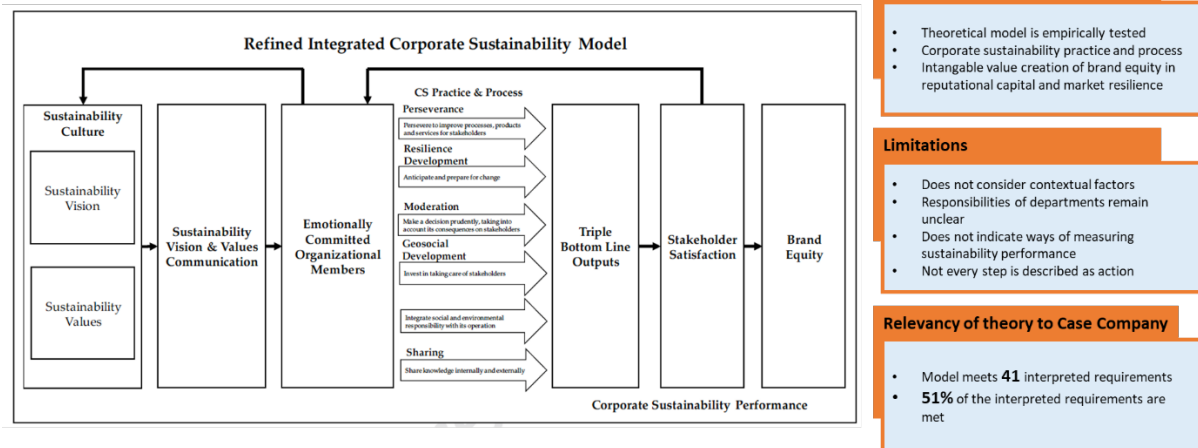 Refined Integrated Corporate Sustainability Model
Sustainability
Culture
Sustainability
Vision
Sustainability
Values
Sustainability
Vision & Values
Communication
Emotionally
Committed
Organizational
Members
CS Practice & Process
Perseverance
Persevere to improve processes, products
and services for stakeholders
Resilience
Development
Anticipate and prepare for change
Moderation
Make a decision prudently, taking into
account its consequences on stakeholders
Geosocial
Development
Invest in taking care of stakeholders
Integrate social and environmental
responsibility with its operation
Sharing
Share knowledge internally and externally
Triple
Bottom Line
Outputs
Stakeholder
Satisfaction
Brand
Equity
Corporate Sustainability Performance
• Theoretical model is empirically tested
• Corporate sustainability practice and process
• Intangable value creation of brand equity in
reputational capital and market resilience
Limitations
• Does not consider contextual factors
• Responsibilities of departments remain
unclear
• Does not indicate ways of measuring
sustainability performance
• Not every step is described as action
Relevancy of theory to Case Company
• Model meets 41 interpreted requirements
• 51% of the interpreted requirements are
met